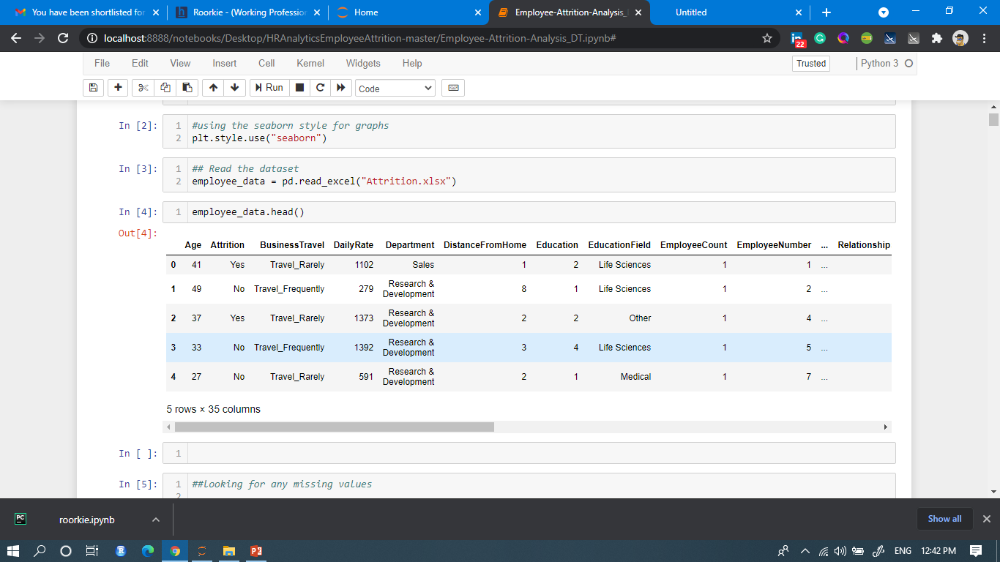 You have been shortlisted for
Roorkie - (Working Profession
Home
Employee-Attrition-Analysis_
Untitled
localhost:8888/notebooks/Desktop/HRAnalyticsEmployeeAttrition-master/Employee-Attrition-Analysis_DT.ipynb#
22
File Edit View Insert Cell Kernel Widgets Help
Trusted
Python 3
Run
Code
In [2]:
1 #using the seaborn style for graphs
2 plt.style.use("seaborn")
In [3]:
1 ## Read the dataset
2 employee_data = pd.read_excel("Attrition.xlsx")
In [4]:
1 employee_data.head()
Out[4]:
Age Attrition BusinessTravel DailyRate Department DistanceFromHome Education EducationField EmployeeCount EmployeeNumber ... Relationship
0 41 Yes Travel_Rarely 1102 Sales 1 2 Life Sciences 1 1 ...
1 49 No Travel_Frequently 279 Research & Development 8 1 Life Sciences 1 2 ...
2 37 Yes Travel_Rarely 1373 Research & Development 2 2 Other 1 4 ...
3 33 No Travel_Frequently 1392 Research & Development 3 4 Life Sciences 1 5 ...
4 27 No Travel_Rarely 591 Research & Development 2 1 Medical 1 7 ...
5 rows × 35 columns
In [ ]:
1
In [5]:
1 ##looking for any missing values
2
PC
roorkie.ipynb
Show all
R
ENG
12:42 PM